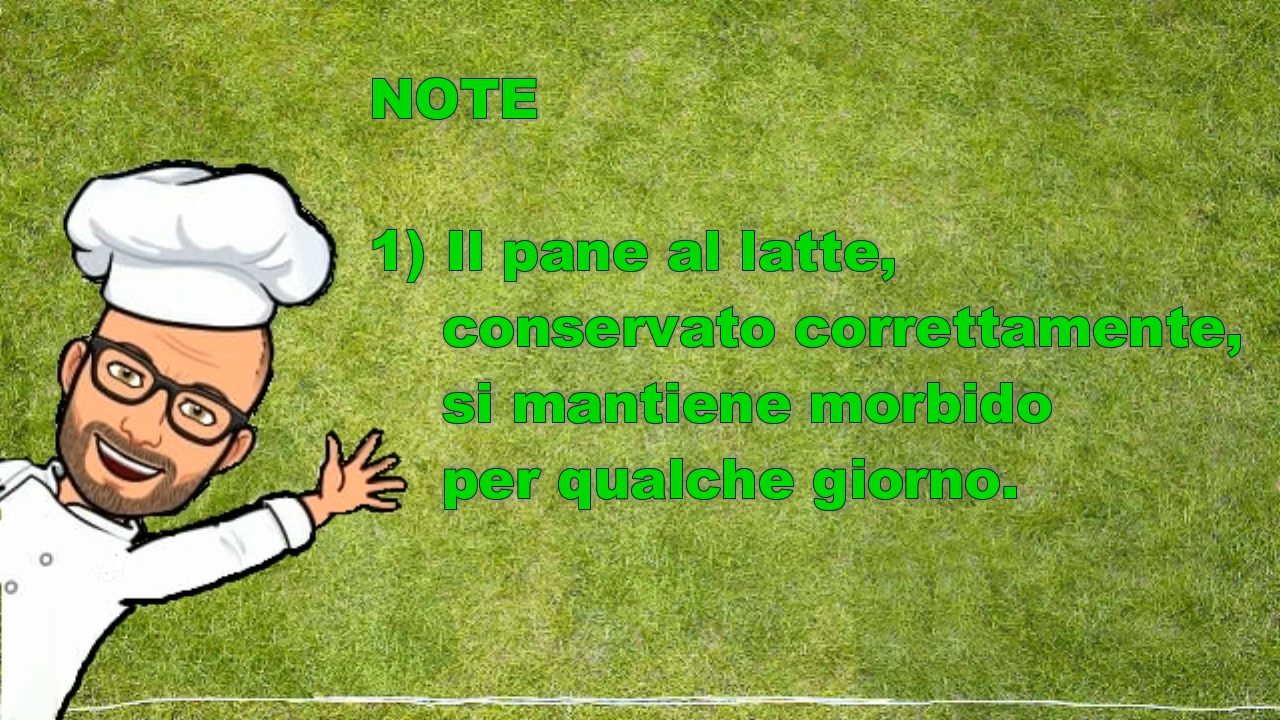 NOTE
1) Il pane al latte,
conservato correttamente,
si mantiene morbido
per qualche giorno.